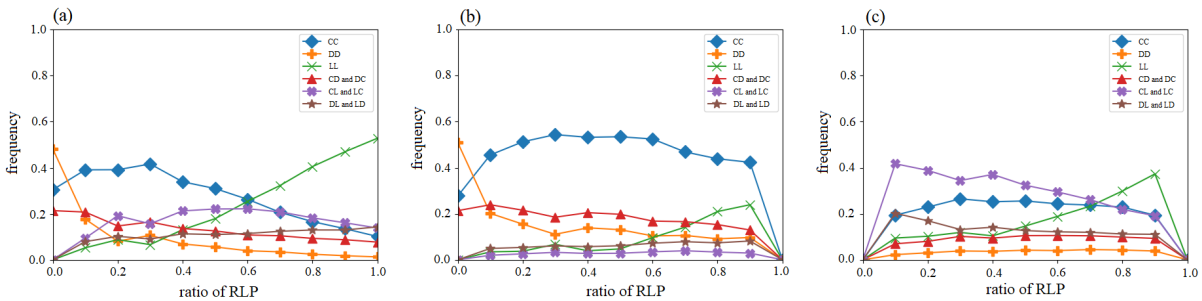 (a)
1.0
0.8
0.6
0.4
0.2
0.0
frequency
CC
DD
LL
CD and DC
CL and LC
DL and LD
0.0 0.2 0.4 0.6 0.8 1.0
ratio of RLP
(b)
1.0
0.8
0.6
0.4
0.2
0.0
frequency
CC
DD
LL
CD and DC
CL and LC
DL and LD
0.0 0.2 0.4 0.6 0.8 1.0
ratio of RLP
(c)
1.0
0.8
0.6
0.4
0.2
0.0
frequency
CC
DD
LL
CD and DC
CL and LC
DL and LD
0.0 0.2 0.4 0.6 0.8 1.0
ratio of RLP